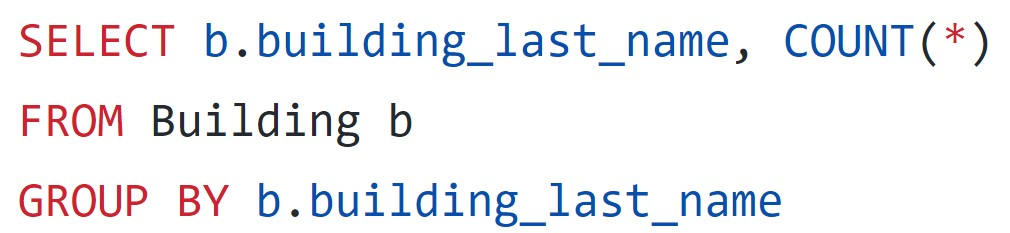 SELECT b.building_last_name, COUNT(*)
FROM Building b
GROUP BY b.building_last_name